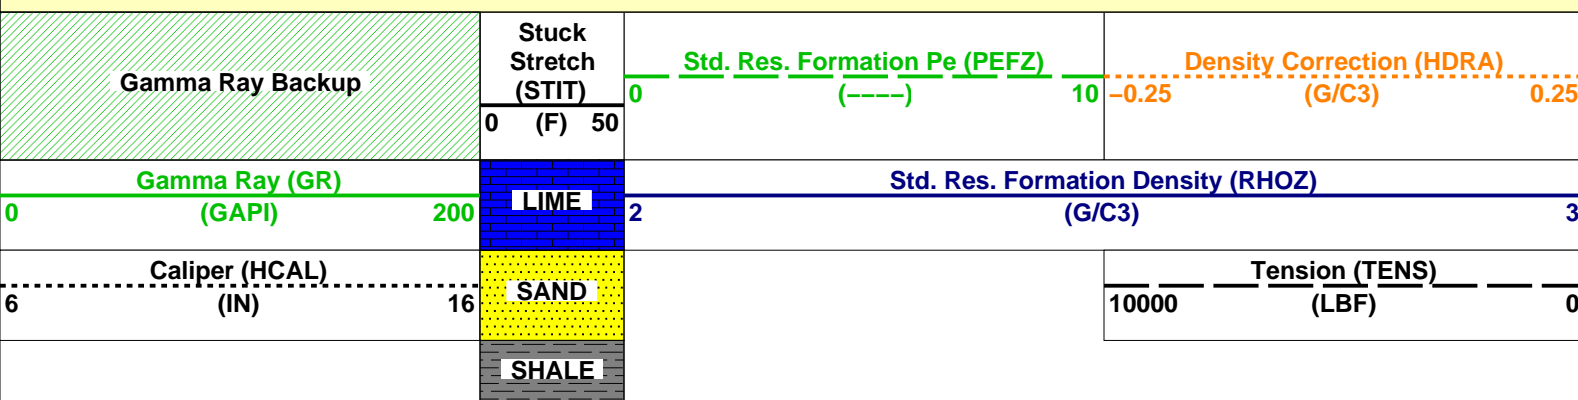 Gamma Ray Backup
Stuck
Stretch
(STIT)
0 (F) 50
Std. Res. Formation Pe (PEFZ)
0 (−−−−) 10
Density Correction (HDRA)
−0.25 (G/C3) 0.25
Gamma Ray (GR)
0 (GAPI) 200
LIME
Std. Res. Formation Density (RHOZ)
2 (G/C3) 3
Caliper (HCAL)
6 (IN) 16
SAND
Tension (TENS)
10000 (LBF) 0
SHALE